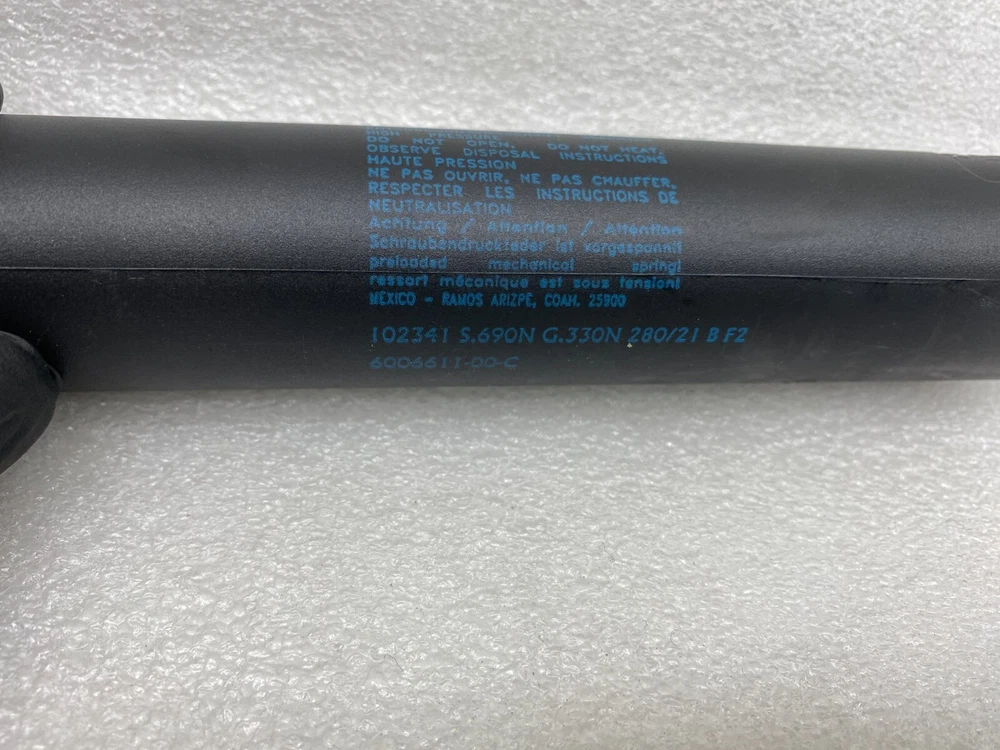 HIGH PRESSURE
DO NOT OPEN. DO NOT HEAT.
OBSERVE DISPOSAL INSTRUCTIONS
HAUTE PRESSION
NE PAS OUVRIR. NE PAS CHAUFFER.
RESPECTER LES INSTRUCTIONS DE
NEUTRALISATION
Achtung / Attention / Attention
Schraubendruckfeder ist vorgespannt!
preloaded mechanical spring!
ressort mécanique est sous tension!
MEXICO - RAMOS ARIZPE, COAH. 25900
102341 S.690N G.330N 280/21 B F2
6006611-00-C